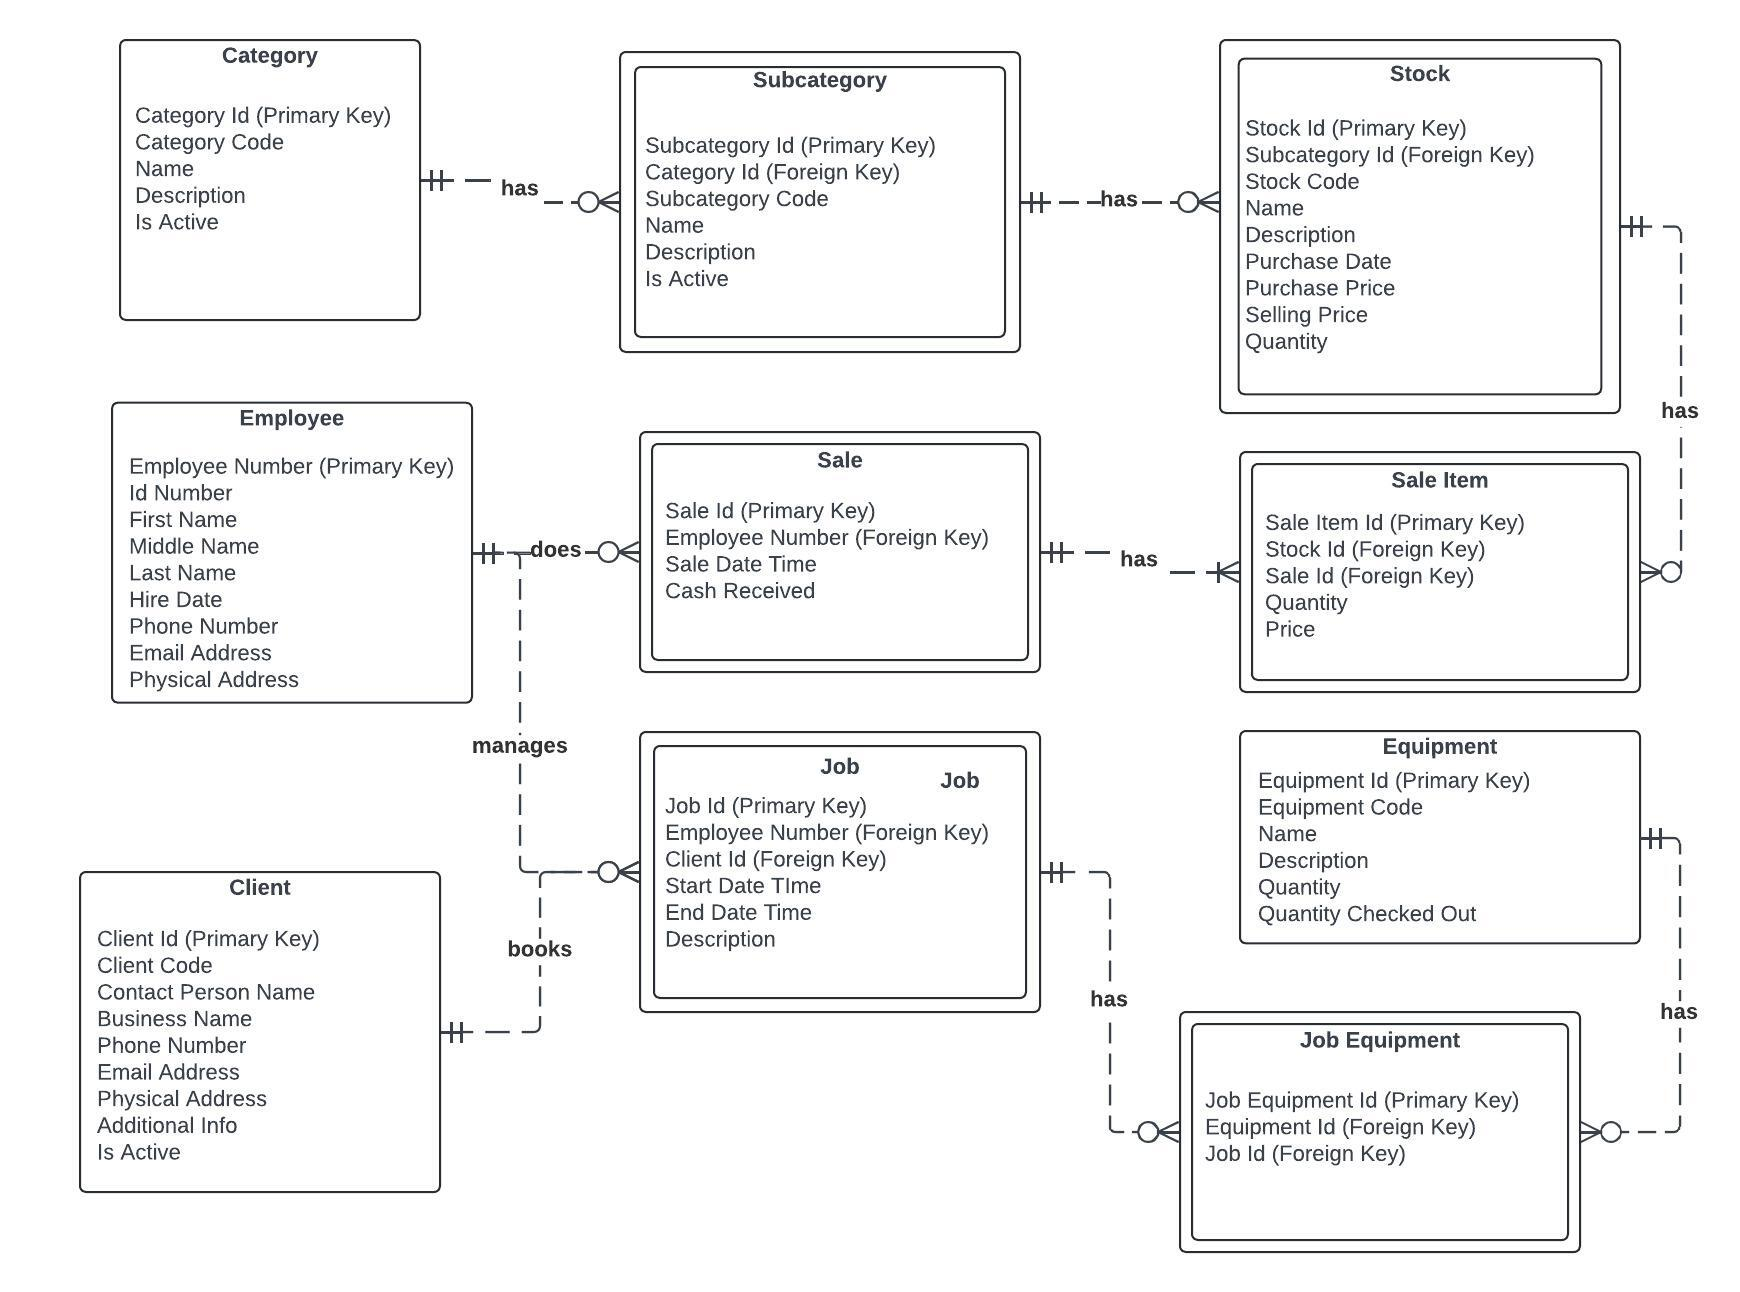 Category
Category Id (Primary Key)
Category Code
Name
Description
Is Active
has
Subcategory
Subcategory Id (Primary Key)
Category Id (Foreign Key)
Subcategory Code
Name
Description
Is Active
has
Stock
Stock Id (Primary Key)
Subcategory Id (Foreign Key)
Stock Code
Name
Description
Purchase Date
Purchase Price
Selling Price
Quantity
has
Employee
Employee Number (Primary Key)
Id Number
First Name
Middle Name
Last Name
Hire Date
Phone Number
Email Address
Physical Address
does
Sale
Sale Id (Primary Key)
Employee Number (Foreign Key)
Sale Date Time
Cash Received
has
Sale Item
Sale Item Id (Primary Key)
Stock Id (Foreign Key)
Sale Id (Foreign Key)
Quantity
Price
manages
Job
Job
Job Id (Primary Key)
Employee Number (Foreign Key)
Client Id (Foreign Key)
Start Date TIme
End Date Time
Description
Equipment
Equipment Id (Primary Key)
Equipment Code
Name
Description
Quantity
Quantity Checked Out
Client
Client Id (Primary Key)
Client Code
Contact Person Name
Business Name
Phone Number
Email Address
Physical Address
Additional Info
Is Active
books
has
has
Job Equipment
Job Equipment Id (Primary Key)
Equipment Id (Foreign Key)
Job Id (Foreign Key)